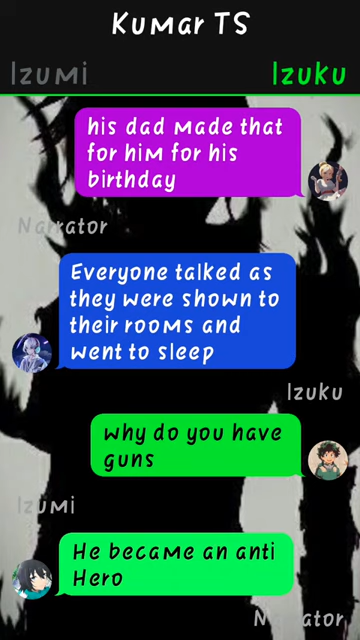 Kumar TS
Izumi
Izuku
his dad made that
for him for his
birthday
Narrator
Everyone talked as
they were shown to
their rooms and
went to sleep
Izuku
why do you have
guns
Izumi
He became an anti
Hero
Narrator